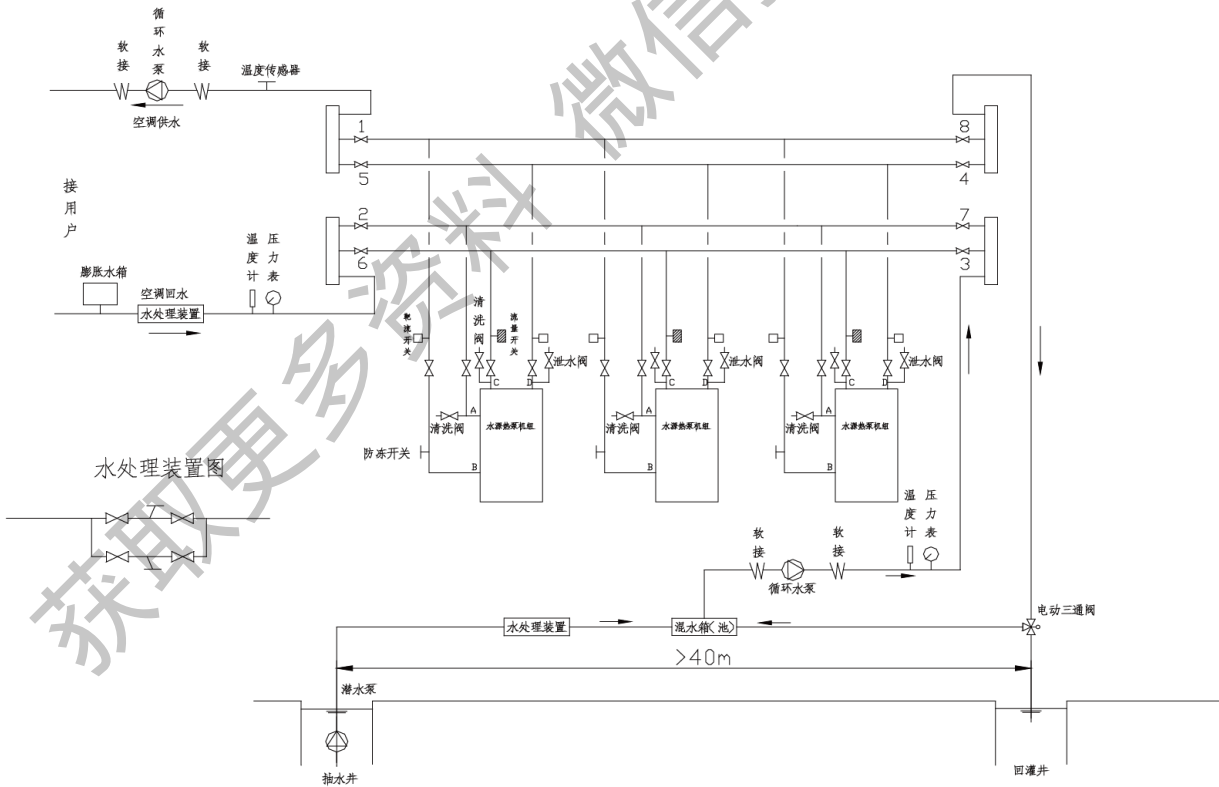 循环水泵
软接
软接
温度传感器
空调供水
1
8
5
4
接用户
2
7
6
3
温度计
压力表
膨胀水箱
空调回水
水处理装置
清洗阀
靶流开关
流量开关
泄水阀
泄水阀
泄水阀
C
D
C
D
C
D
A
A
A
清洗阀
清洗阀
清洗阀
水源热泵机组
水源热泵机组
水源热泵机组
防冻开关
B
B
B
水处理装置图
温度计
压力表
软接
软接
循环水泵
电动三通阀
水处理装置
混水箱(池)
>40m
潜水泵
抽水井
回灌井
获取更多资料 微信